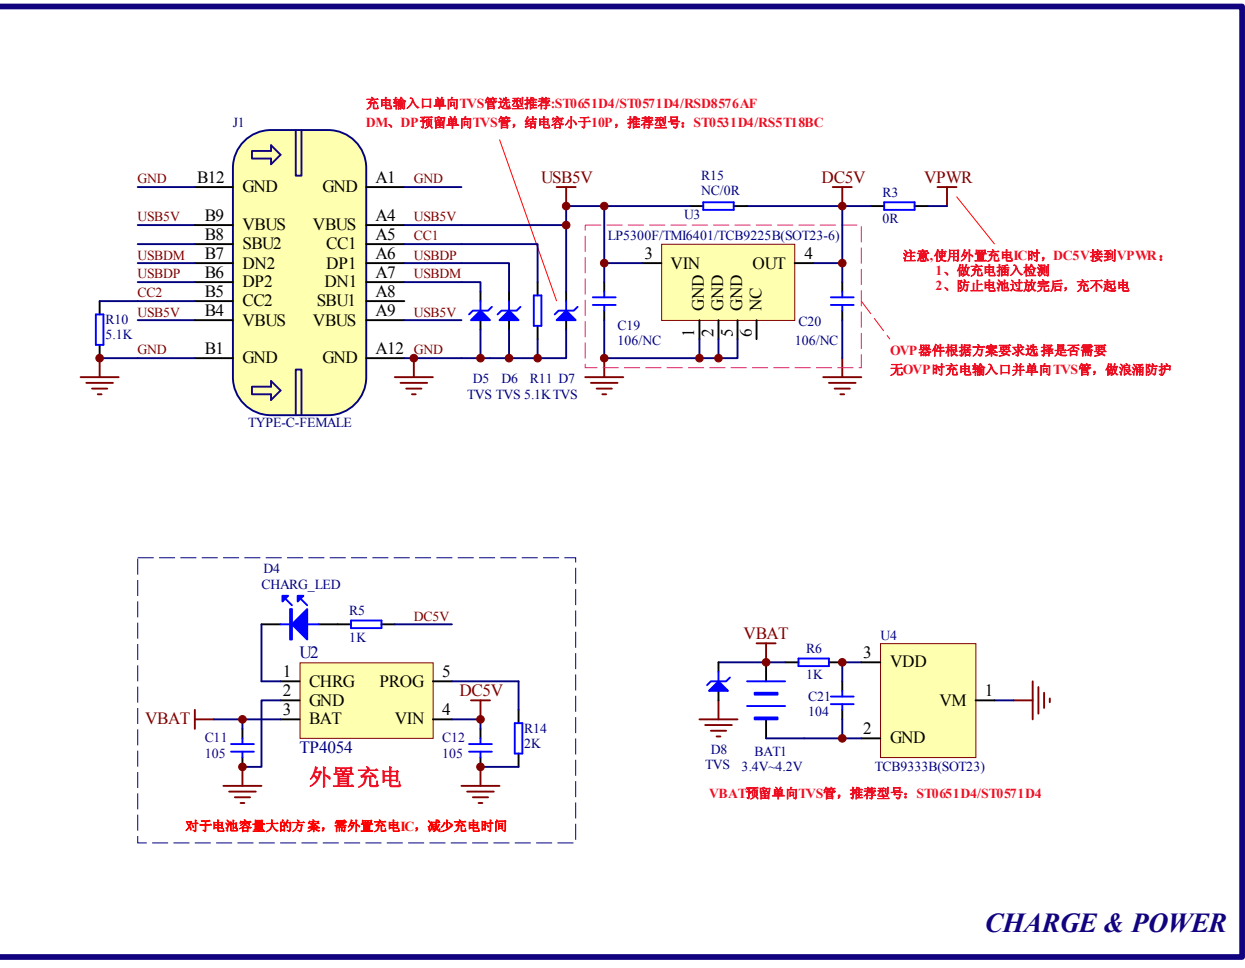 充电输入口单向TVS管选型推荐:ST0651D4/ST0571D4/RSD8576AF
DM、DP预留单向TVS管，结电容小于10P，推荐型号：ST0531D4/RS5T18BC
J1
GND B12 GND GND A1 GND
USB5V B9 VBUS VBUS A4 USB5V
B8 SBU2 CC1 A5 CC1
USBDM B7 DN2 DP1 A6 USBDP
USBDP B6 DP2 DN1 A7 USBDM
CC2 B5 CC2 SBU1 A8
USB5V B4 VBUS VBUS A9 USB5V
GND B1 GND GND A12 GND
R10
5.1K
TYPE-C-FEMALE
D5 D6 R11 D7
TVS TVS 5.1K TVS
USB5V
R15
NC/0R
DC5V
R3
0R
VPWR
U3
LP5300F/TMI6401/TCB9225B(SOT23-6)
3 VIN OUT 4
GND GND GND NC
1 2 5 6
C19
106/NC
C20
106/NC
注意,使用外置充电IC时，DC5V接到VPWR：
1、做充电插入检测
2、防止电池过放完后，充不起电
OVP器件根据方案要求选择是否需要
无OVP时充电输入口并单向TVS管，做浪涌防护
D4
CHARG_LED
R5
1K
DC5V
U2
1 CHRG PROG 5
2 GND
3 BAT VIN 4
TP4054
VBAT
C11
105
DC5V
C12
105
R14
2K
外置充电
对于电池容量大的方案，需外置充电IC，减少充电时间
VBAT
R6
1K
U4
3 VDD
VM 1
2 GND
TCB9333B(SOT23)
C21
104
D8
TVS
BAT1
3.4V~4.2V
VBAT预留单向TVS管，推荐型号：ST0651D4/ST0571D4
CHARGE & POWER